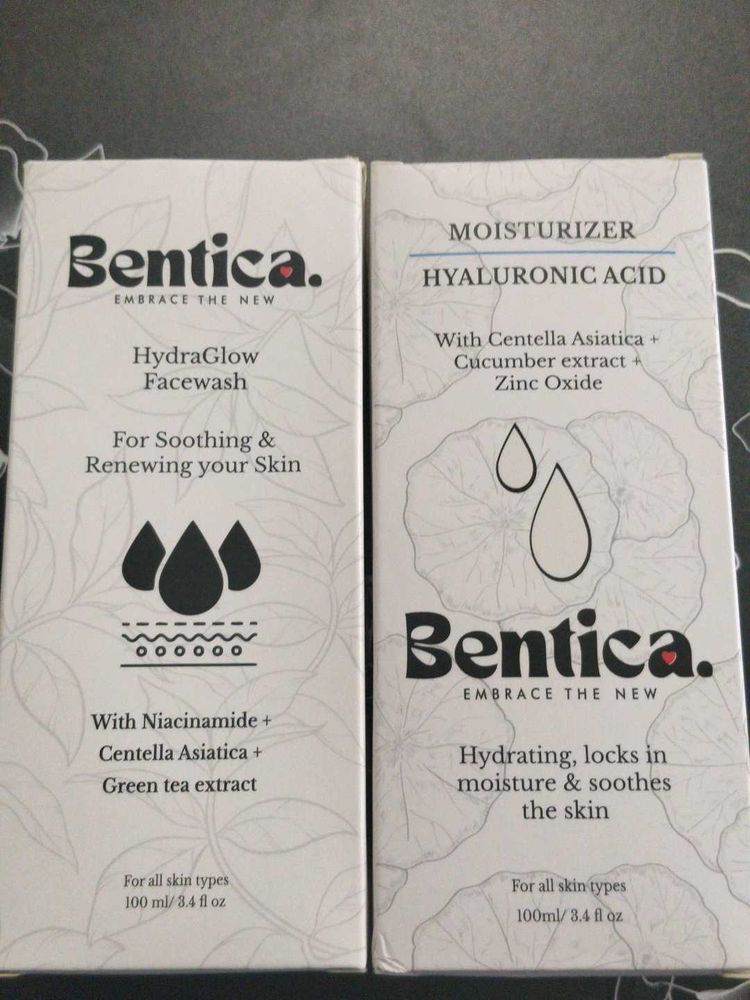 Bentica.
EMBRACE THE NEW
HydraGlow
Facewash
For Soothing &
Renewing your Skin
With Niacinamide +
Centella Asiatica +
Green tea extract
For all skin types
100 ml/ 3.4 fl oz
MOISTURIZER
HYALURONIC ACID
With Centella Asiatica +
Cucumber extract +
Zinc Oxide
Bentica.
EMBRACE THE NEW
Hydrating, locks in
moisture & soothes
the skin
For all skin types
100ml/ 3.4 fl oz